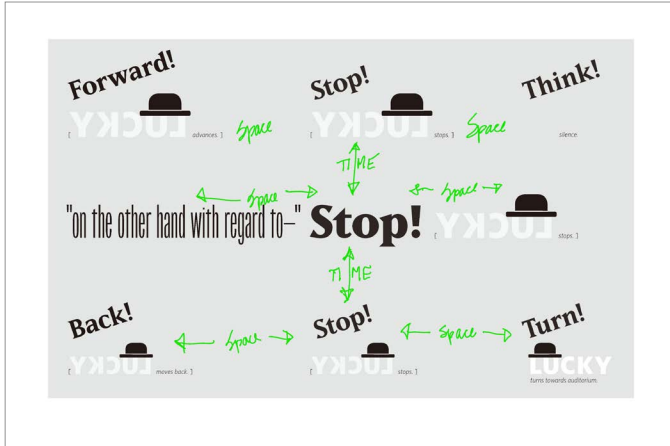 Forward!
Stop!
Think!
[ LUCKY advances. ]
Space
[ LUCKY stops. ]
Space
silence.
TIME
Space
Space
"on the other hand with regard to—" Stop! [ LUCKY stops. ]
TIME
Back!
Stop!
Turn!
Space
Space
[ LUCKY moves back. ]
[ LUCKY stops. ]
LUCKY
turns towards auditorium.